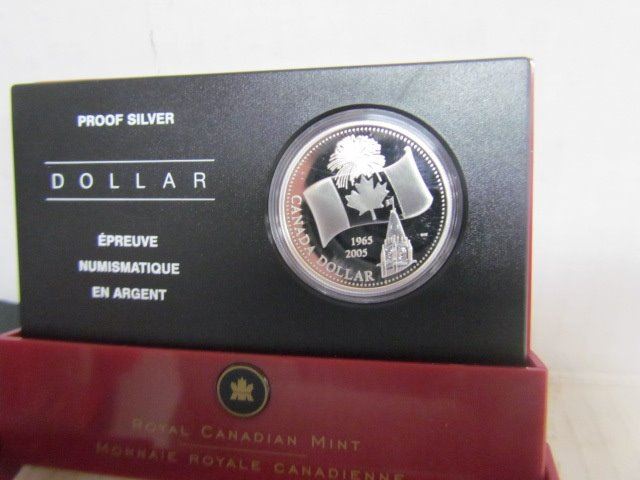 PROOF SILVER
DOLLAR
ÉPREUVE
NUMISMATIQUE
EN ARGENT
CANADA DOLLAR
1965
2005
ROYAL CANADIAN MINT
MONNAIE ROYALE CANADIENNE